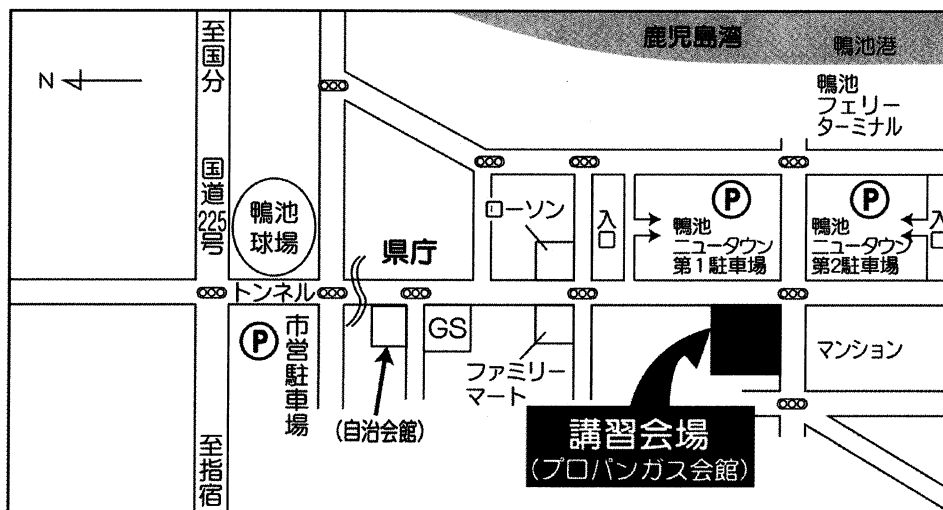 鹿児島湾
鴨池港
N
至国分
鴨池
フェリー
ターミナル
国道225号
鴨池
球場
県庁
ローソン
入口
P
鴨池
ニュータウン
第1駐車場
P
鴨池
ニュータウン
第2駐車場
入口
トンネル
P
市営駐車場
GS
(自治会館)
ファミリー
マート
マンション
講習会場
(プロパンガス会館)
至指宿